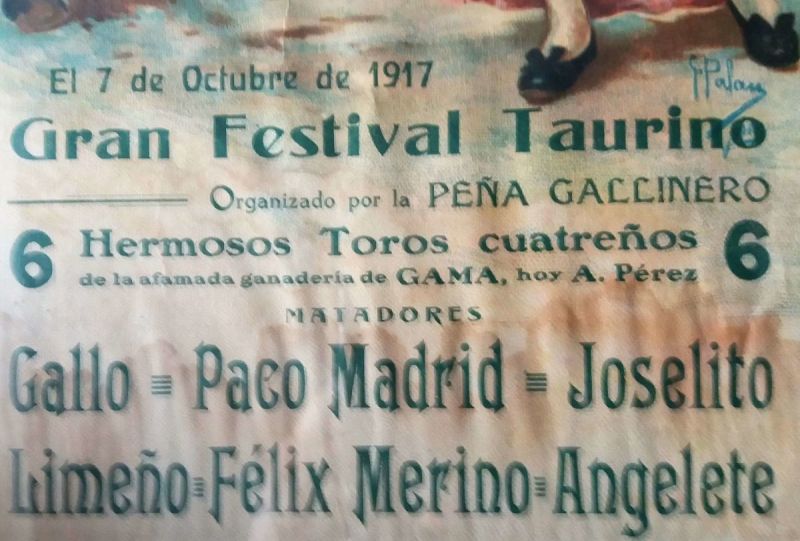 El 7 de Octubre de 1917
Gran Festival Taurino
Organizado por la PEÑA GALLINERO
6 Hermosos Toros cuatreños 6
de la afamada ganadería de GAMA, hoy A. Pérez
MATADORES
Gallo = Paco Madrid = Joselito
Limeño = Félix Merino = Angelete